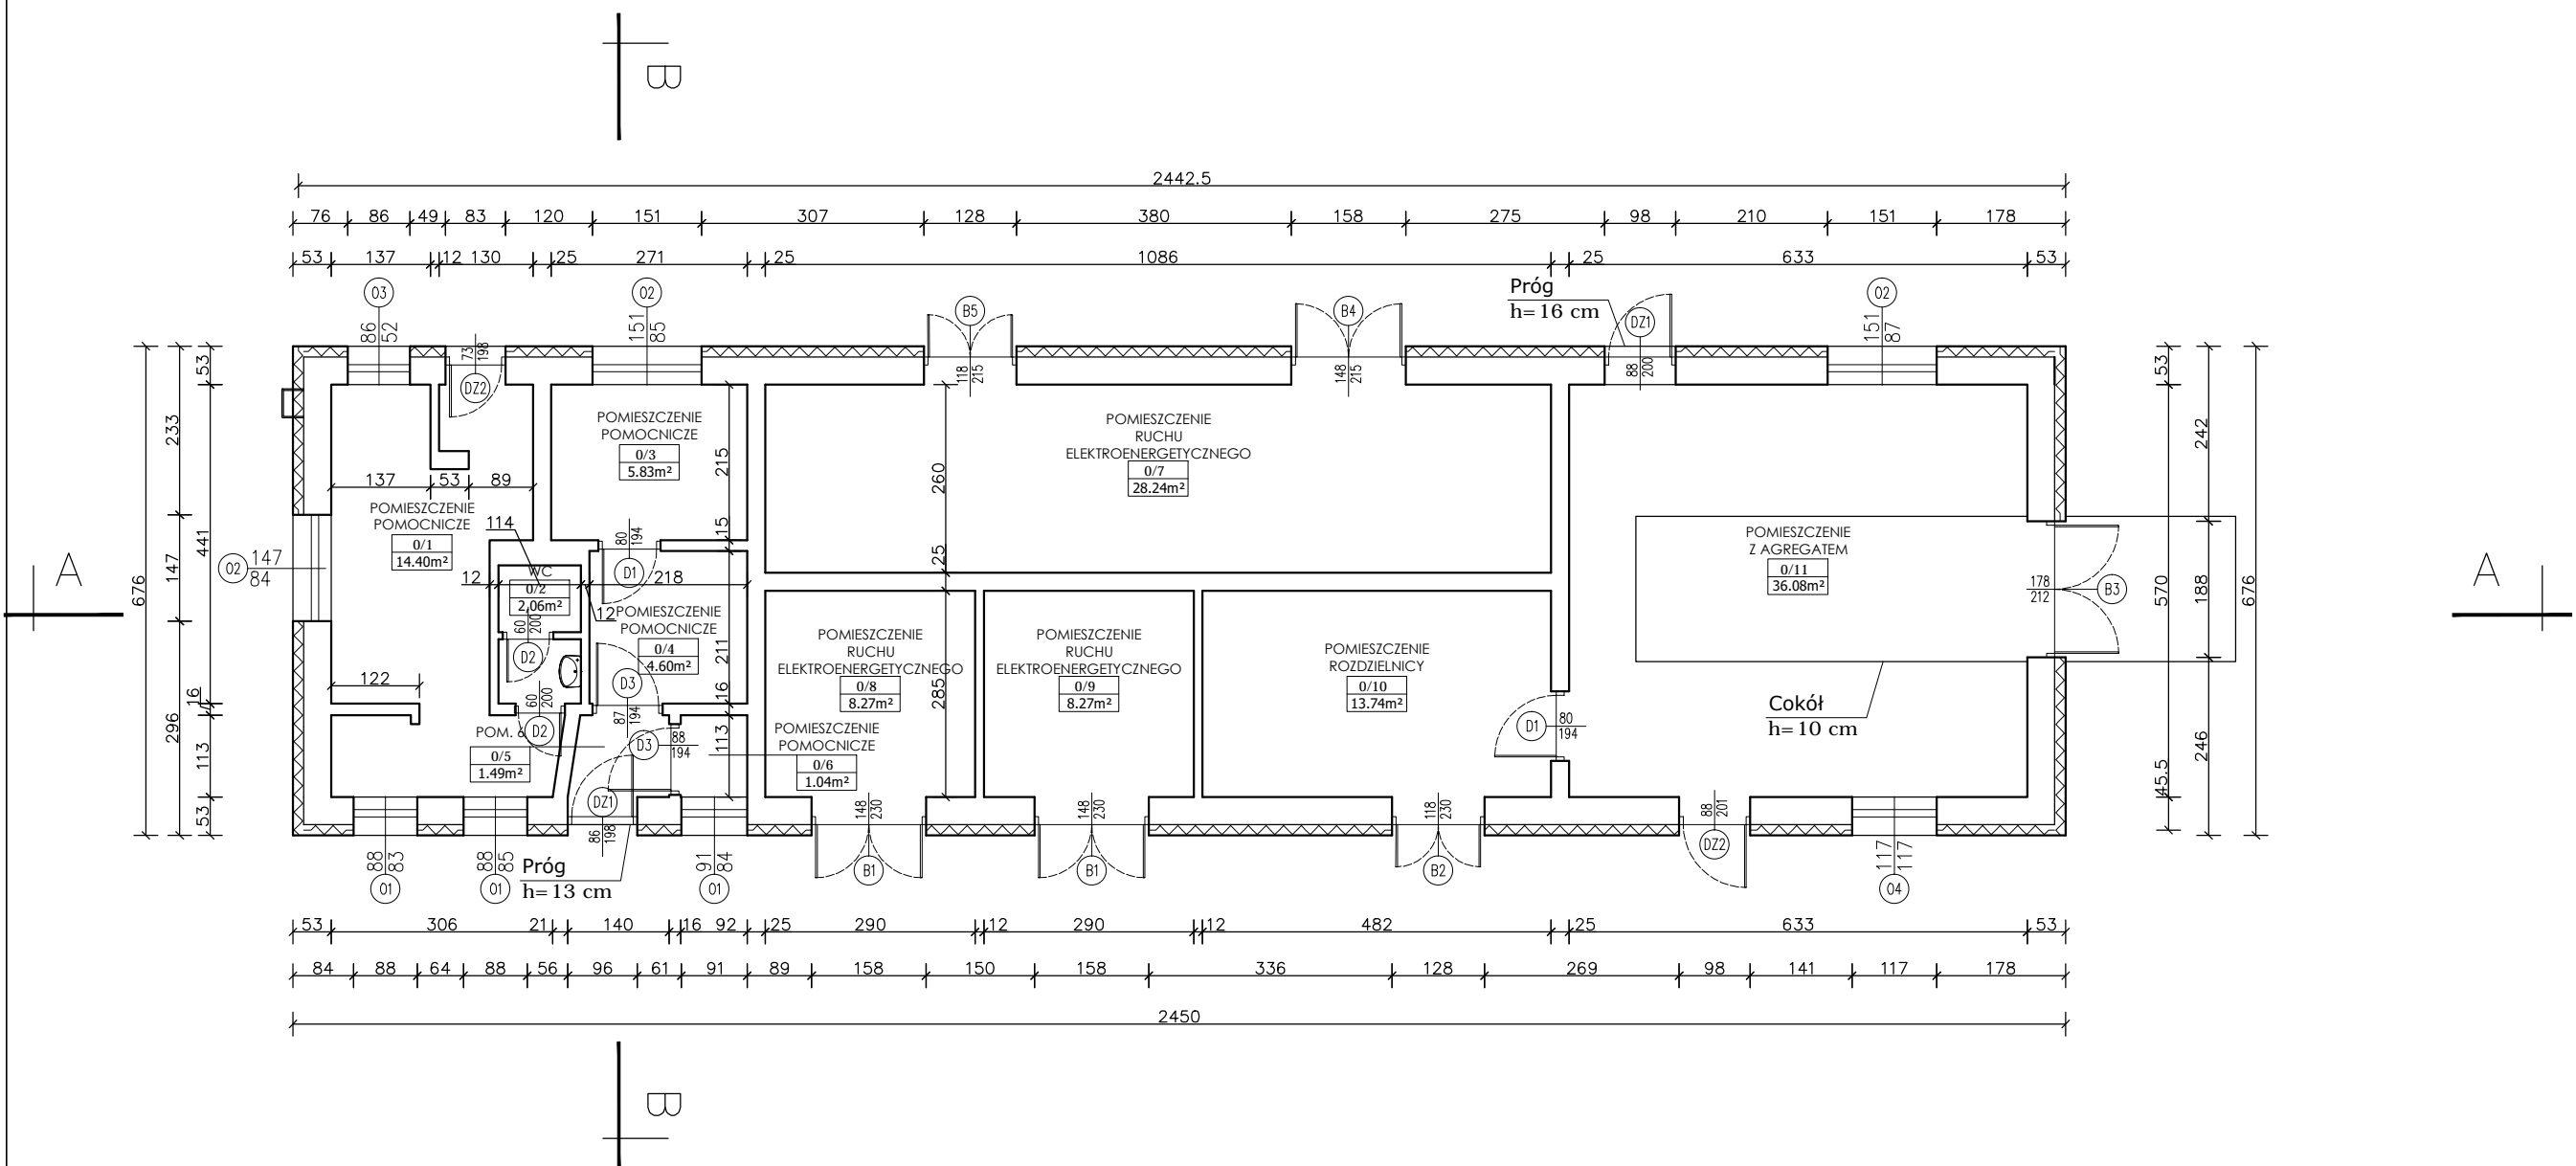 B
2442.5
76 86 49 83 120 151 307 128 380 158 275 98 210 151 178
53 137 12 130 25 271 25 1086 25 633 53
O3
86
52
O2
151
85
B5
B4
Próg
h=16 cm
DZ1
O2
151
87
73
198
DZ2
118
215
148
215
88
200
676
233
147
296
53
441
16
113
53
POMIESZCZENIE
POMOCNICZE
0/3
5.83m²
215
15
POMIESZCZENIE
RUCHU
ELEKTROENERGETYCZNEGO
0/7
28.24m²
260
25
285
137 53 89
POMIESZCZENIE
POMOCNICZE
0/1
14.40m²
114
80
194
D1
A
O2
147
84
WC
0/2
2.06m²
12
218
12
POMIESZCZENIE
POMOCNICZE
0/4
4.60m²
211
16
113
60
200
D2
122
60
200
D2
D3
87
194
D3
88
194
POM.
0/5
1.49m²
POMIESZCZENIE
POMOCNICZE
0/6
1.04m²
POMIESZCZENIE
RUCHU
ELEKTROENERGETYCZNEGO
0/8
8.27m²
POMIESZCZENIE
RUCHU
ELEKTROENERGETYCZNEGO
0/9
8.27m²
POMIESZCZENIE
ROZDZIELNICY
0/10
13.74m²
D1
80
194
POMIESZCZENIE
Z AGREGATEM
0/11
36.08m²
178
212
B3
Cokół
h=10 cm
53
570
45.5
242
188
246
676
A
88
83
O1
88
85
O1
DZ1
86
198
Próg
h=13 cm
91
84
O1
148
230
B1
148
230
B1
118
230
B2
88
201
DZ2
117
117
O4
53 306 21 140 16 92 25 290 12 290 12 482 25 633 53
84 88 64 88 56 96 61 91 89 158 150 158 336 128 269 98 141 117 178
2450
B